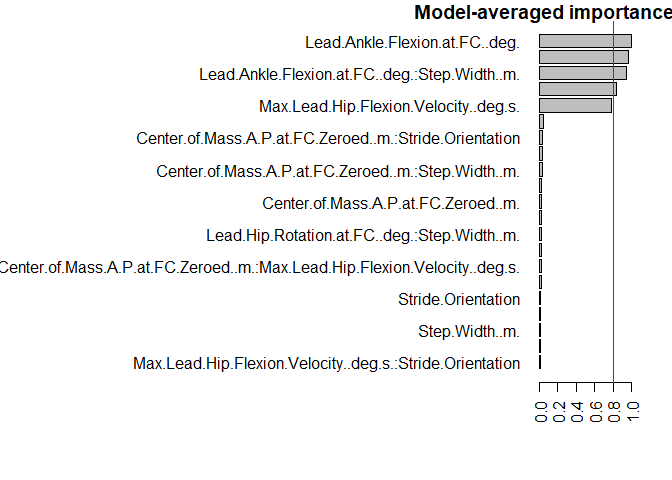 Model-averaged importance
Lead.Ankle.Flexion.at.FC..deg.
Lead.Ankle.Flexion.at.FC..deg.:Step.Width..m.
Max.Lead.Hip.Flexion.Velocity..deg.s.
Center.of.Mass.A.P.at.FC.Zeroed..m.:Stride.Orientation
Center.of.Mass.A.P.at.FC.Zeroed..m.:Step.Width..m.
Center.of.Mass.A.P.at.FC.Zeroed..m.
Lead.Hip.Rotation.at.FC..deg.:Step.Width..m.
Center.of.Mass.A.P.at.FC.Zeroed..m.:Max.Lead.Hip.Flexion.Velocity..deg.s.
Stride.Orientation
Step.Width..m.
Max.Lead.Hip.Flexion.Velocity..deg.s.:Stride.Orientation
0.0 0.2 0.4 0.6 0.8 1.0